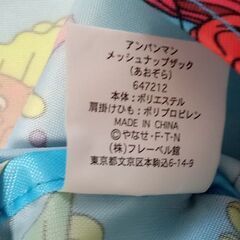 アンパンマン
メッシュナップザック
(あおぞら)
647212
本体:ポリエステル
肩掛けひも:ポリプロピレン
MADE IN CHINA
©やなせ・F・T・N
(株)フレーベル館
東京都文京区本駒込6-14-9